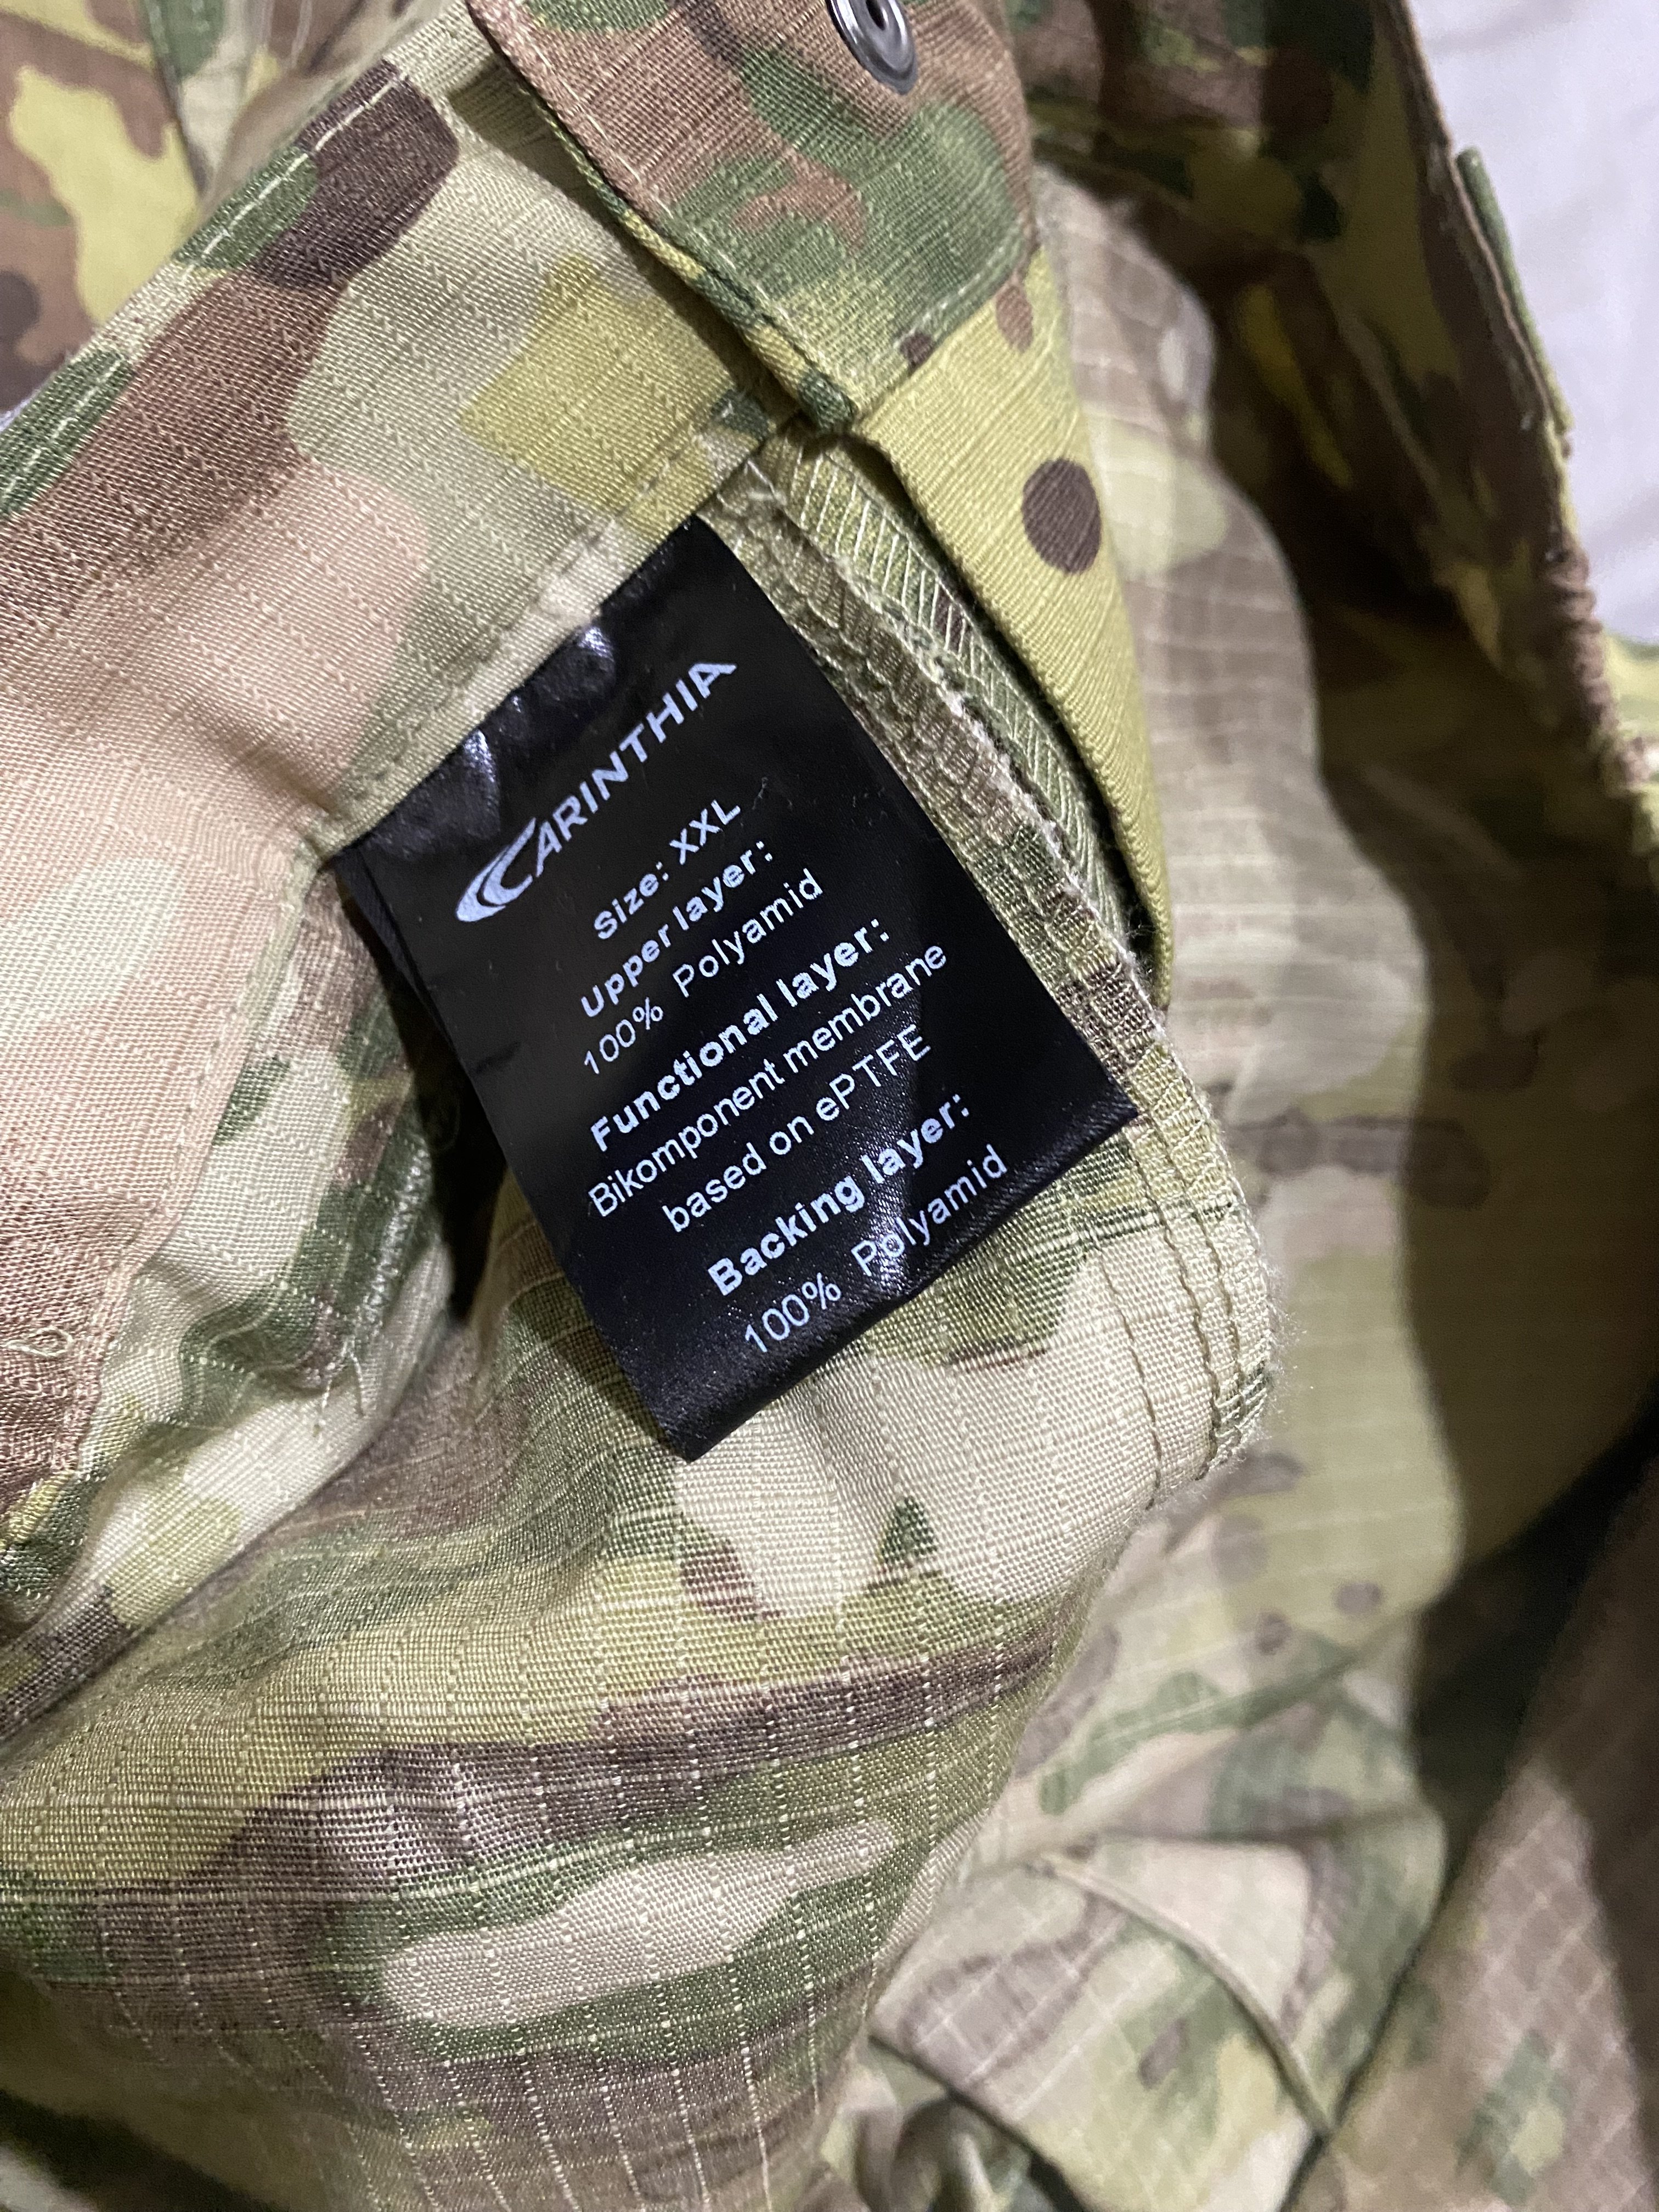 CARINTHIA
Size: XXL
Upper layer:
100% Polyamid
Functional layer:
Bikomponent membrane
based on ePTFE
Backing layer:
100% Polyamid